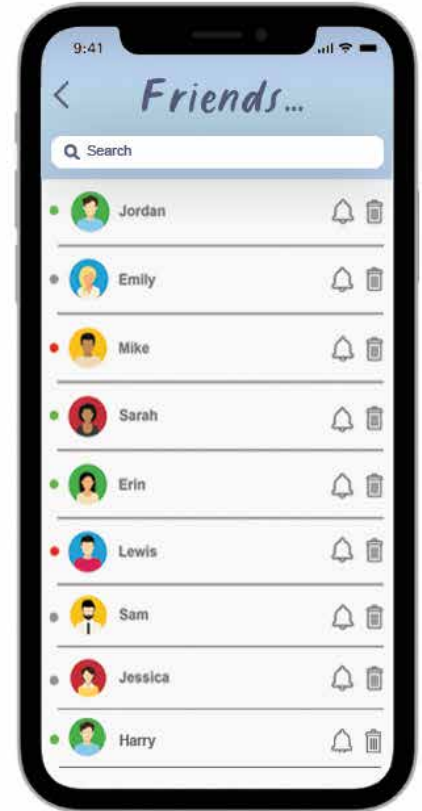 9:41
Friends...
Search
Jordan
Emily
Mike
Sarah
Erin
Lewis
Sam
Jessica
Harry